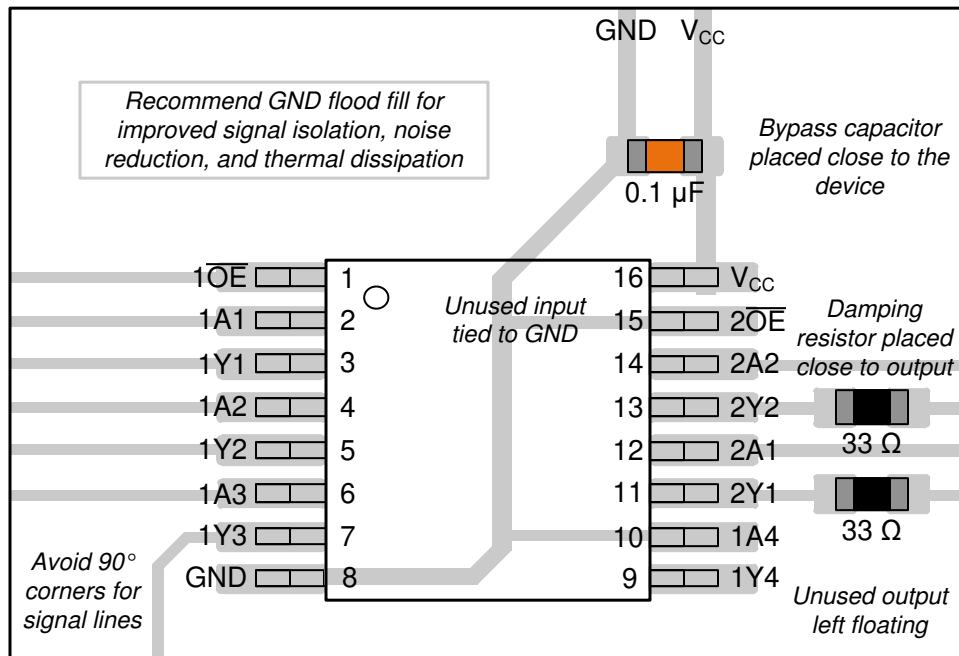 GND V_CC
Recommend GND flood fill for
improved signal isolation, noise
reduction, and thermal dissipation
Bypass capacitor
placed close to the
device
0.1 µF
1O̅E̅ 1 16 V_CC
1A1 2 15 2O̅E̅
1Y1 3 14 2A2
1A2 4 13 2Y2
1Y2 5 12 2A1
1A3 6 11 2Y1
1Y3 7 10 1A4
GND 8 9 1Y4
Unused input
tied to GND
Damping
resistor placed
close to output
33 Ω
33 Ω
Avoid 90°
corners for
signal lines
Unused output
left floating